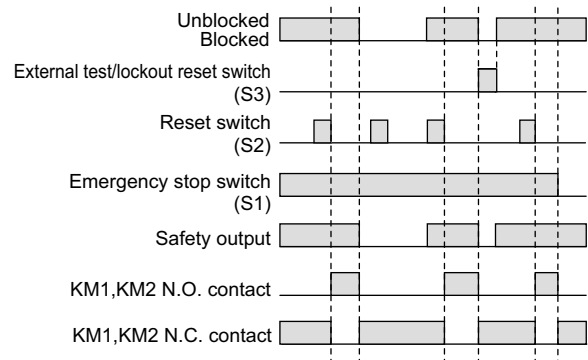 Unblocked
Blocked
External test/lockout reset switch
(S3)
Reset switch
(S2)
Emergency stop switch
(S1)
Safety output
KM1,KM2 N.O. contact
KM1,KM2 N.C. contact